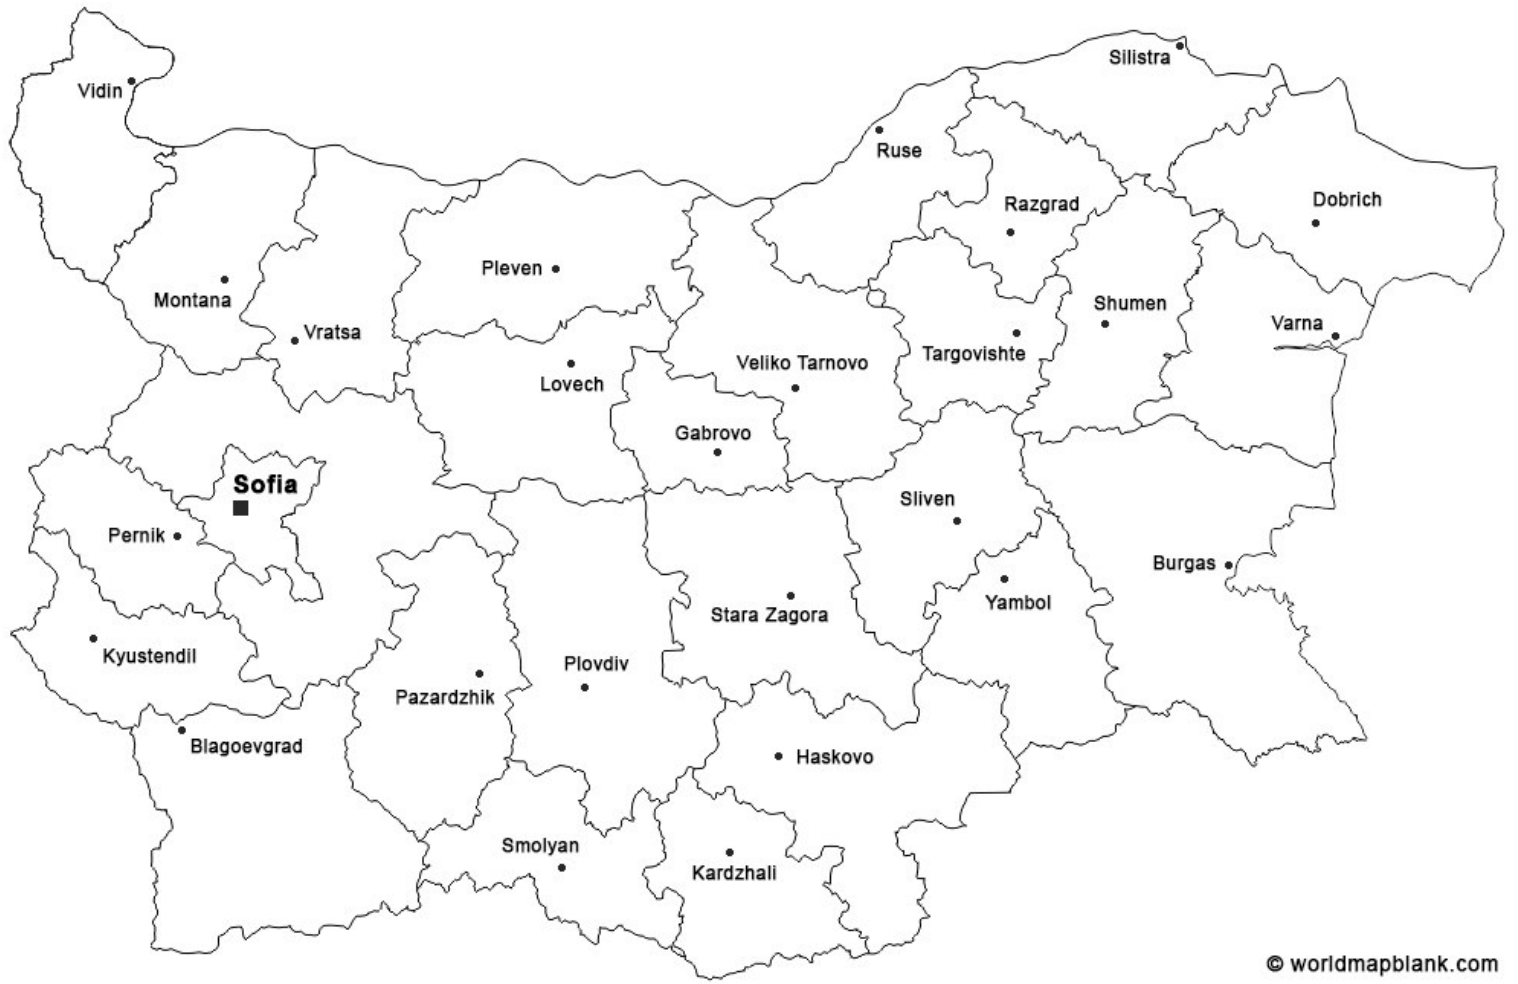 Silistra
Vidin
Ruse
Razgrad
Dobrich
Pleven
Montana
Shumen
Vratsa
Varna
Targovishte
Veliko Tarnovo
Lovech
Gabrovo
Sofia
Sliven
Pernik
Burgas
Yambol
Stara Zagora
Kyustendil
Plovdiv
Pazardzhik
Blagoevgrad
Haskovo
Smolyan
Kardzhali
© worldmapblank.com